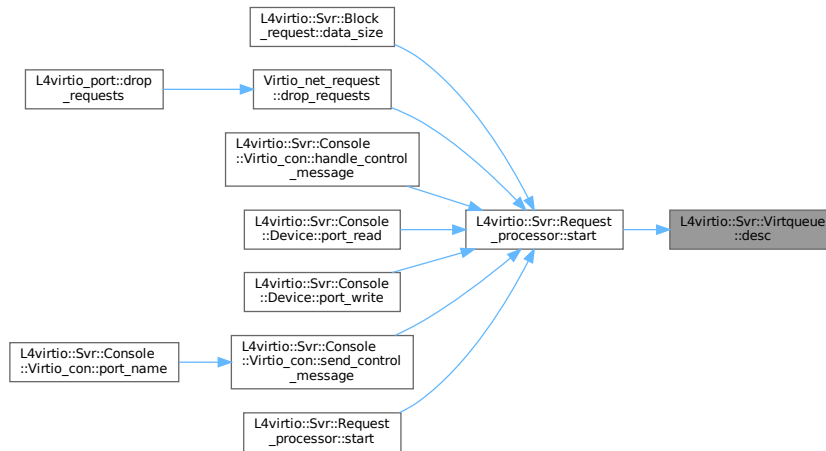 L4virtio::Svr::Block
_request::data_size
L4virtio_port::drop
_requests
Virtio_net_request
::drop_requests
L4virtio::Svr::Console
::Virtio_con::handle_control
_message
L4virtio::Svr::Console
::Device::port_read
L4virtio::Svr::Request
_processor::start
L4virtio::Svr::Virtqueue
::desc
L4virtio::Svr::Console
::Device::port_write
L4virtio::Svr::Console
::Virtio_con::port_name
L4virtio::Svr::Console
::Virtio_con::send_control
_message
L4virtio::Svr::Request
_processor::start